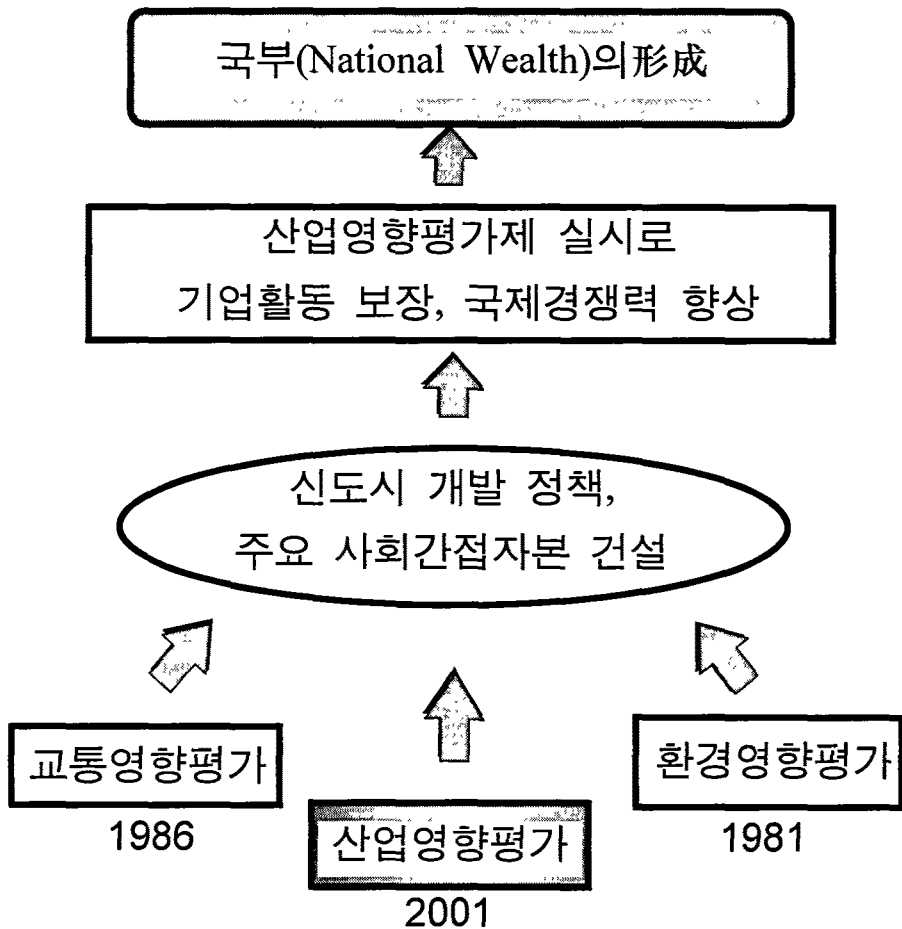 국부(National Wealth)의形成
산업영향평가제 실시로
기업활동 보장, 국제경쟁력 향상
신도시 개발 정책,
주요 사회간접자본 건설
교통영향평가
1986
산업영향평가
2001
환경영향평가
1981